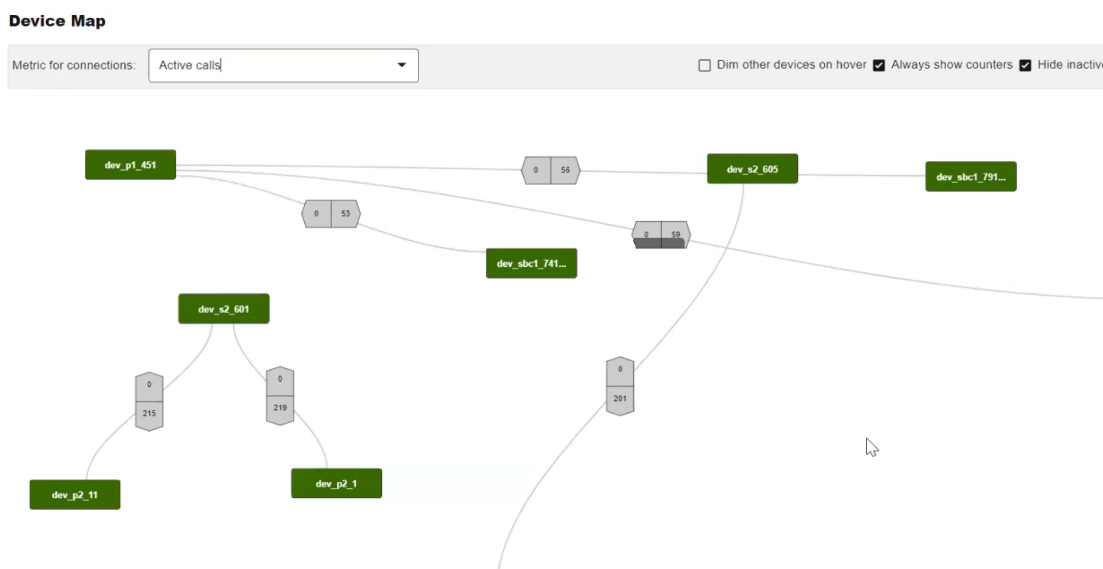 Device Map
Metric for connections: Active calls Dim other devices on hover Always show counters Hide inactive
dev_p1_451
0 56
dev_s2_605
dev_sbc1_791...
0 53
0 59
dev_sbc1_741...
dev_s2_601
0
215
0
219
0
201
dev_p2_11
dev_p2_1